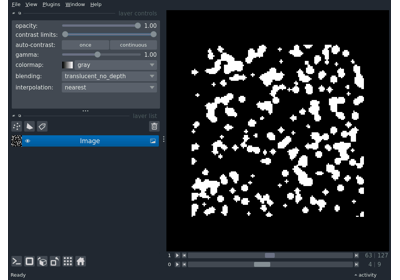 File View Plugins Window Help
layer controls
opacity: 1.00
contrast limits:
auto-contrast: once continuous
gamma: 1.00
colormap: gray
blending: translucent_no_depth
interpolation: nearest
layer list
Image
1 63 / 127
0 4 / 9
Ready activity